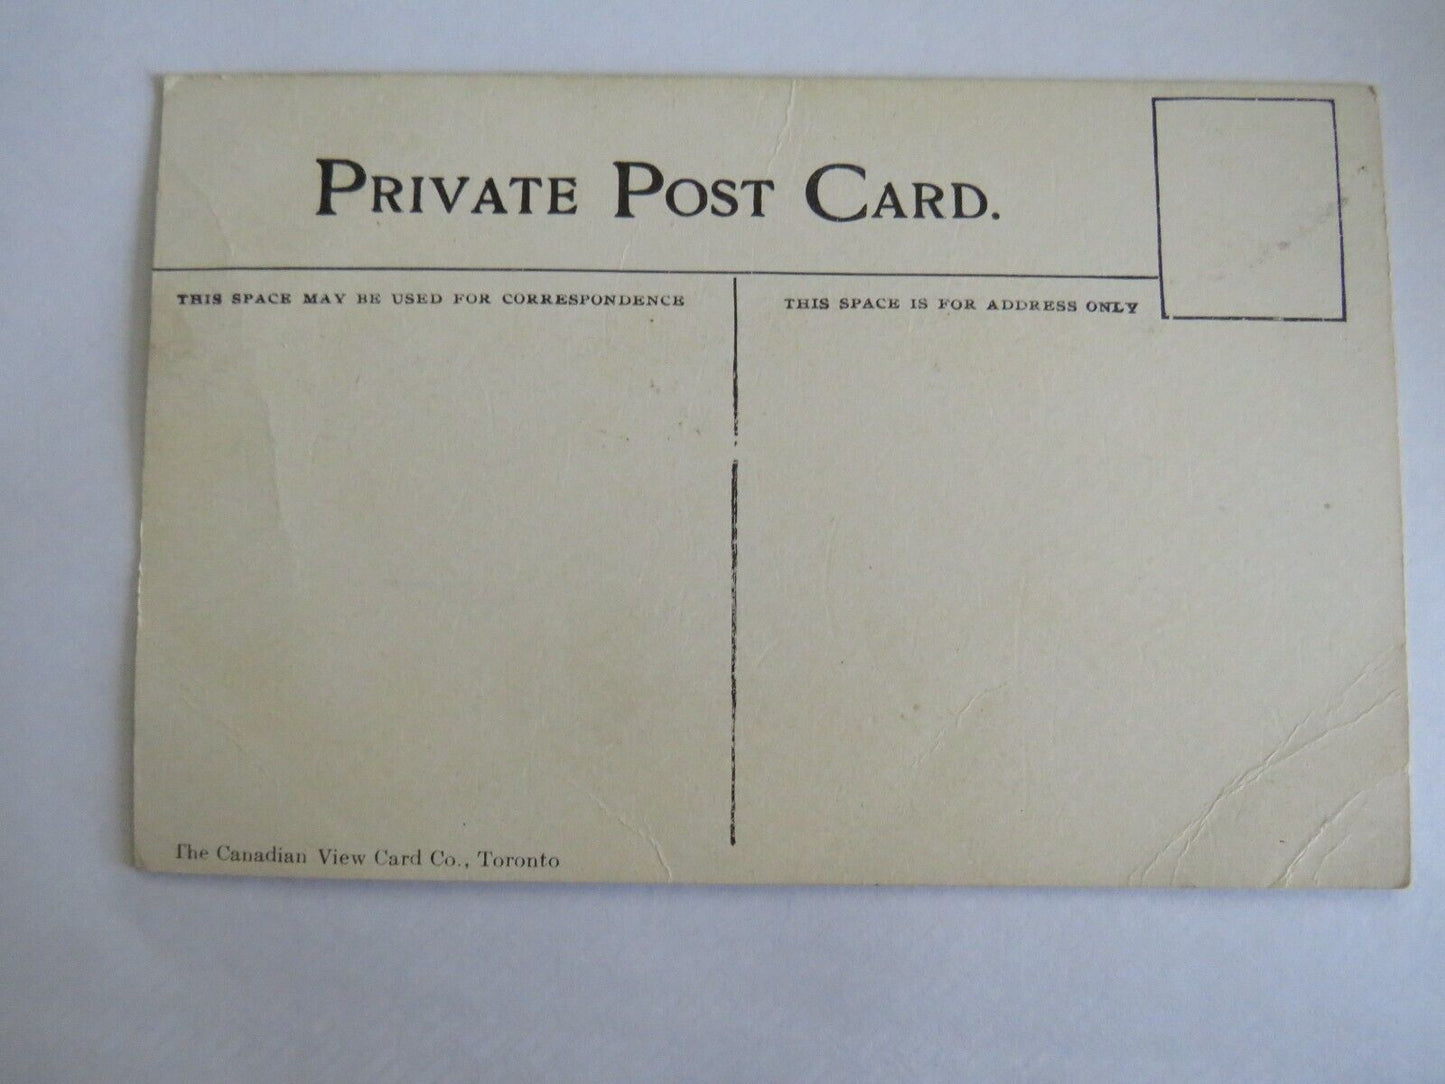 PRIVATE POST CARD.
THIS SPACE MAY BE USED FOR CORRESPONDENCE
THIS SPACE IS FOR ADDRESS ONLY
The Canadian View Card Co., Toronto